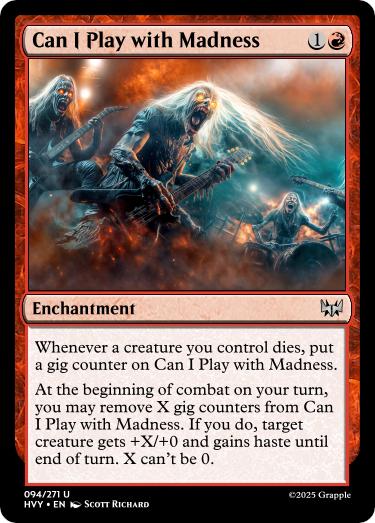 Can I Play with Madness 1
Enchantment
Whenever a creature you control dies, put
a gig counter on Can I Play with Madness.
At the beginning of combat on your turn,
you may remove X gig counters from Can
I Play with Madness. If you do, target
creature gets +X/+0 and gains haste until
end of turn. X can't be 0.
094/271 U
HVY • EN Scott Richard
©2025 Grapple